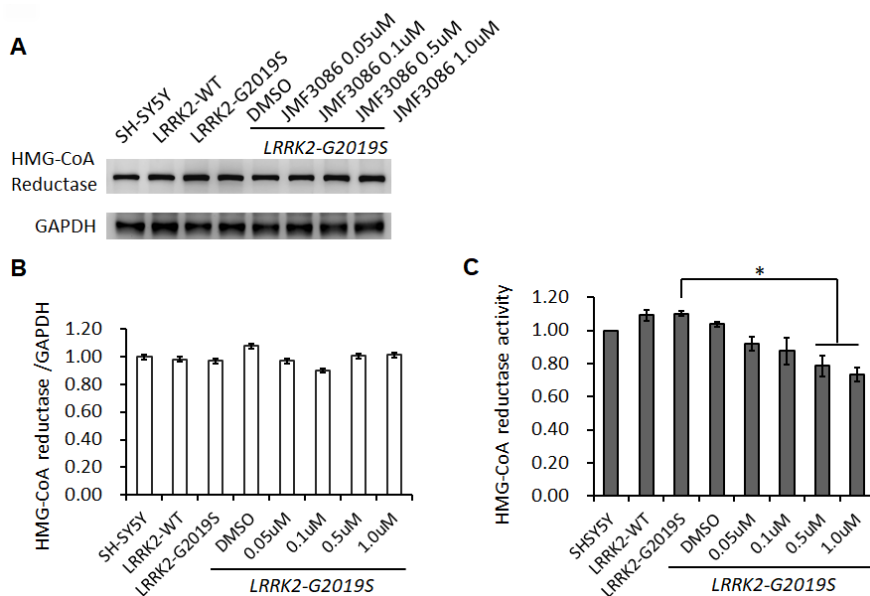 A
SH-SY5Y
LRRK2-WT
LRRK2-G2019S
DMSO
JMF3086 0.05uM
JMF3086 0.1uM
JMF3086 0.5uM
JMF3086 1.0uM
LRRK2-G2019S
HMG-CoA
Reductase
GAPDH
B
HMG-CoA reductase /GAPDH
1.20
1.00
0.80
0.60
0.40
0.20
0.00
SH-SY5Y
LRRK2-WT
LRRK2-G2019S
DMSO
0.05uM
0.1uM
0.5uM
1.0uM
LRRK2-G2019S
C
*
HMG-CoA reductase activity
1.20
1.00
0.80
0.60
0.40
0.20
0.00
SHSY5Y
LRRK2-WT
LRRK2-G2019S
DMSO
0.05uM
0.1uM
0.5uM
1.0uM
LRRK2-G2019S